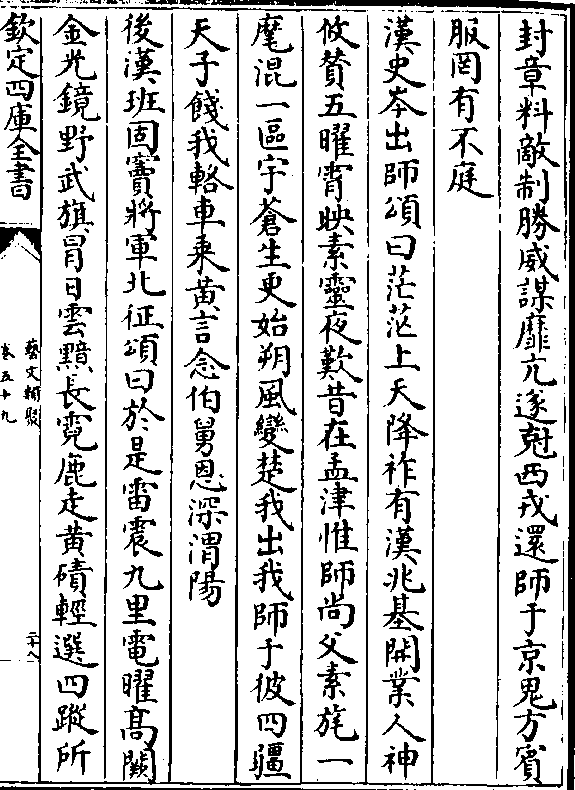 封章料敵制勝威謀靡亢遂尅西戎還師于京鬼方賓
服罔有不庭
漢史岑出師頌曰茫茫上天降祚有漢兆基開業人神
攸贊五曜宵映素靈夜歎昔在孟津惟師尚父素旄一
麾混一區宇蒼生更始朔風變楚我出我師于彼四疆
天子餞我輅車乘黃言念伯舅恩深渭陽
後漢班固竇將軍北征頌曰於是雷震九里電曜髙闕
金光鏡野武旗冐日雲黯長霓鹿走黃磧輕選四蹤所
欽定四庫全書
藝文類聚
卷五十九
二十八